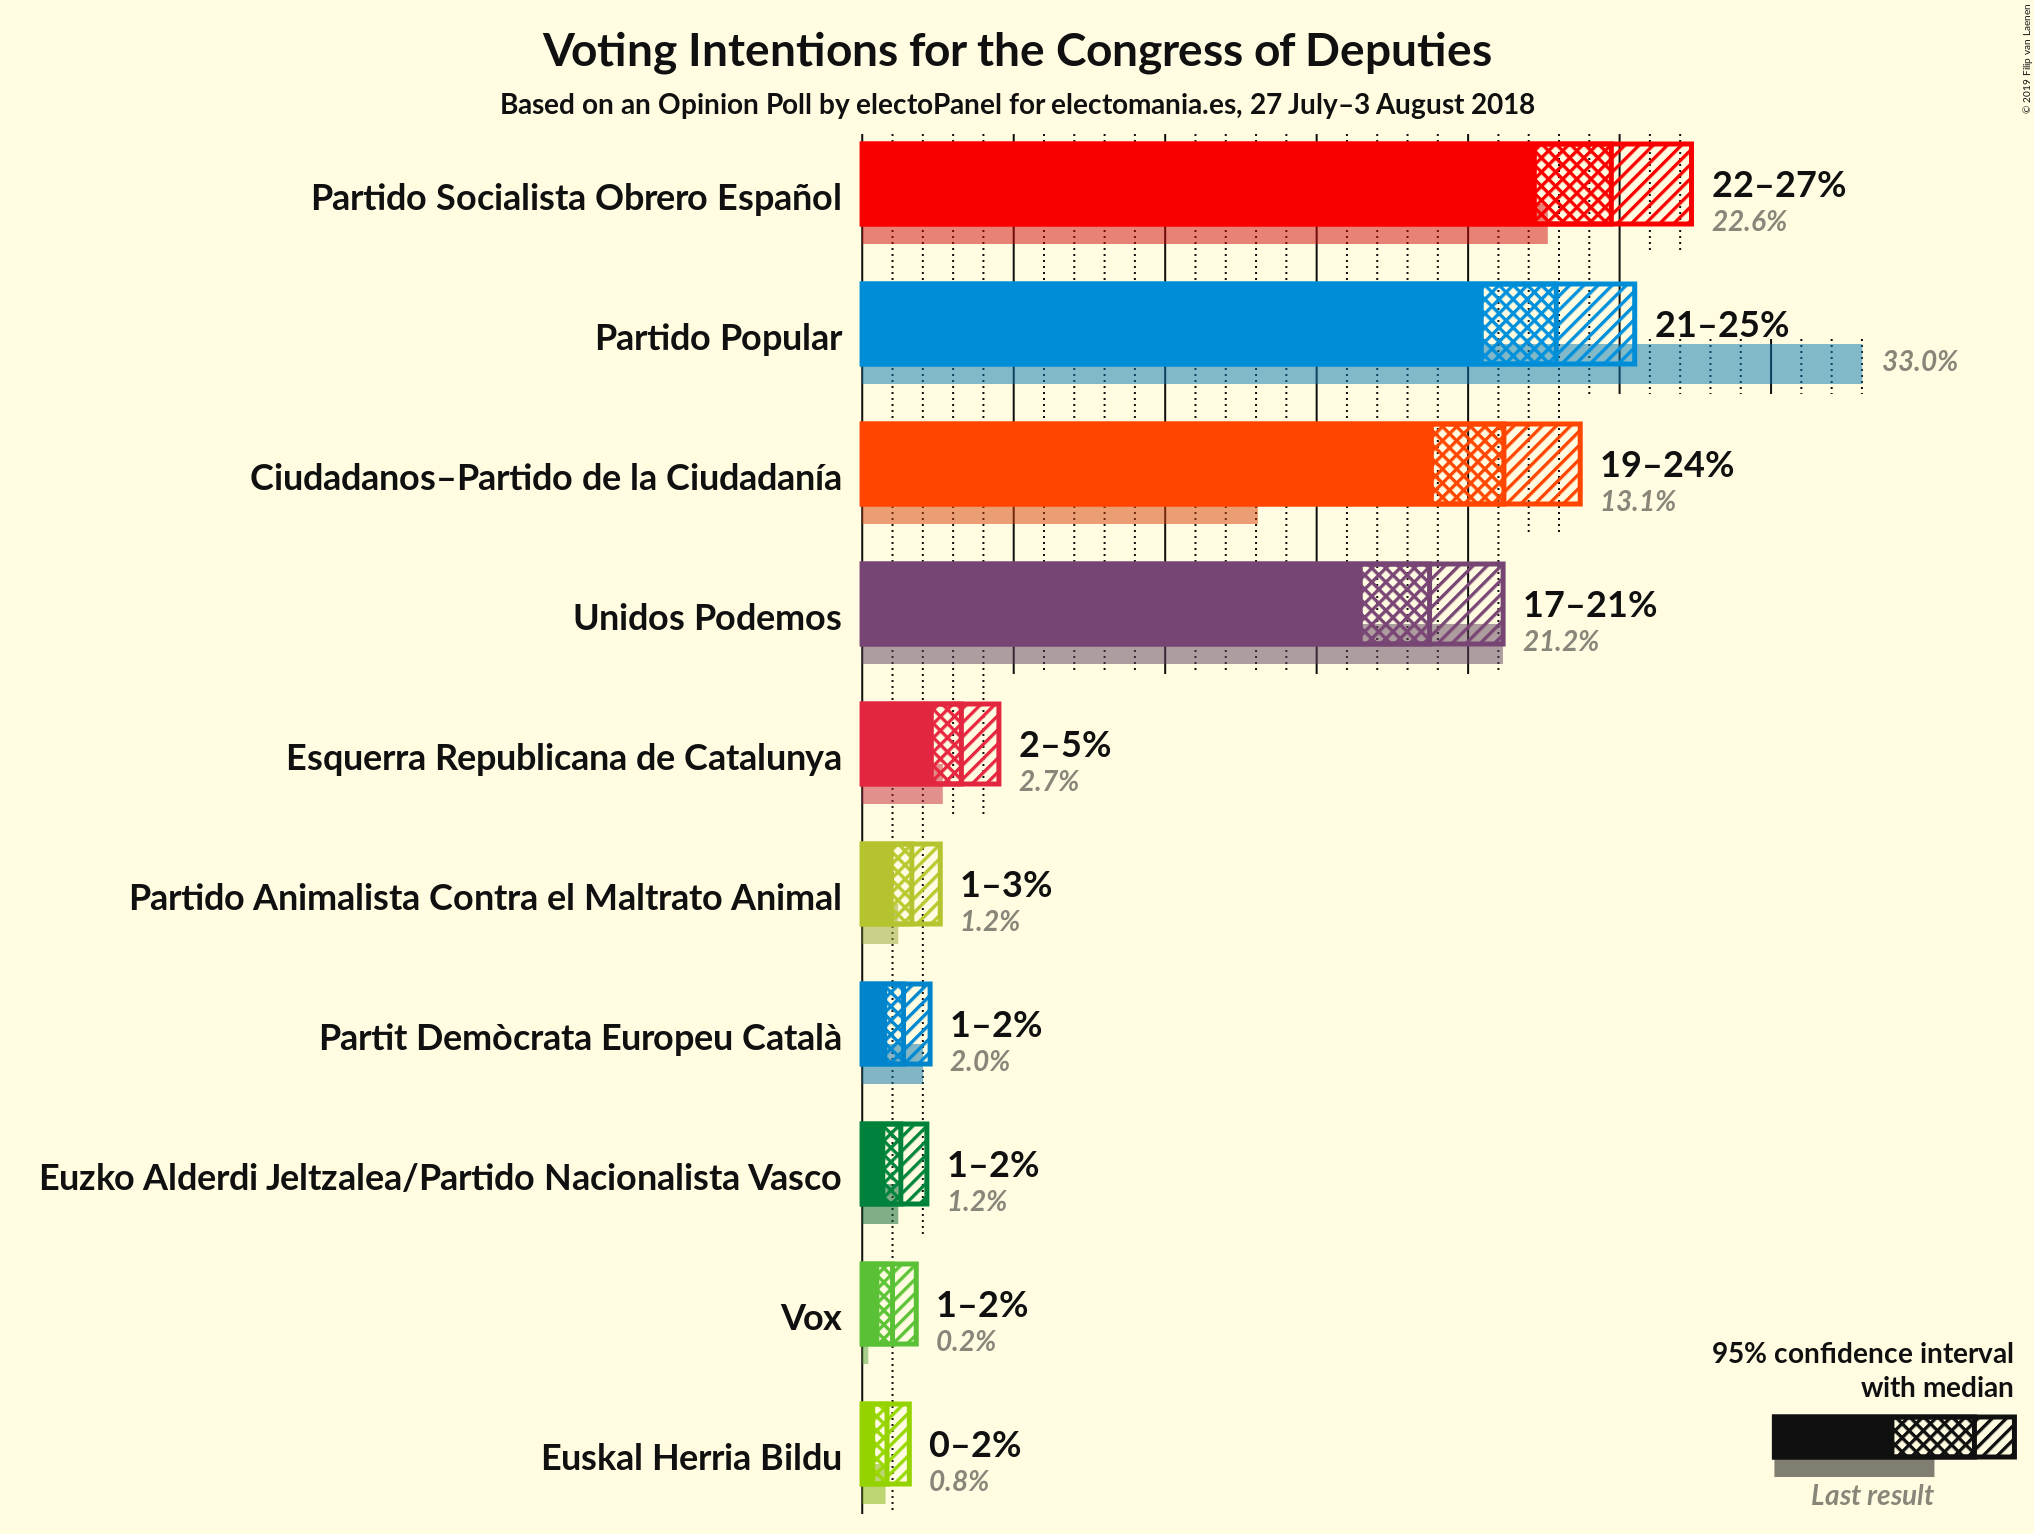 Voting Intentions for the Congress of Deputies
Based on an Opinion Poll by electoPanel for electomania.es, 27 July–3 August 2018
© 2019 Filip van Laenen
Partido Socialista Obrero Español
22–27%
22.6%
Partido Popular
21–25%
33.0%
Ciudadanos–Partido de la Ciudadanía
19–24%
13.1%
Unidos Podemos
17–21%
21.2%
Esquerra Republicana de Catalunya
2–5%
2.7%
Partido Animalista Contra el Maltrato Animal
1–3%
1.2%
Partit Demòcrata Europeu Català
1–2%
2.0%
Euzko Alderdi Jeltzalea/Partido Nacionalista Vasco
1–2%
1.2%
Vox
1–2%
0.2%
Euskal Herria Bildu
0–2%
0.8%
95% confidence interval
with median
Last result